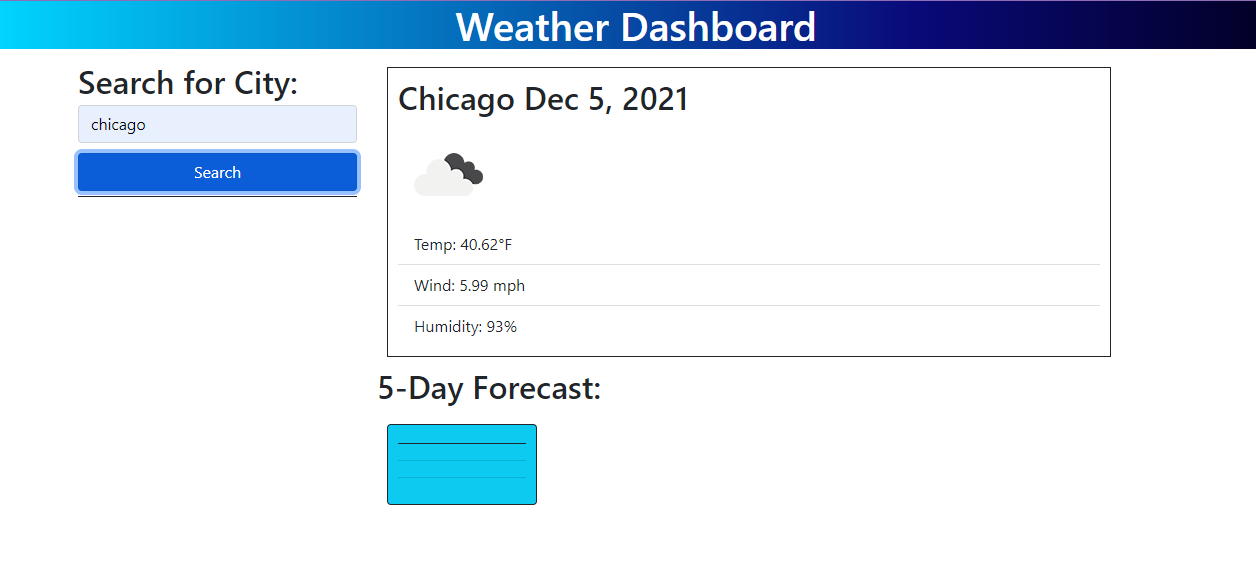 Weather Dashboard
Search for City:
chicago
Search
Chicago Dec 5, 2021
Temp: 40.62°F
Wind: 5.99 mph
Humidity: 93%
5-Day Forecast: